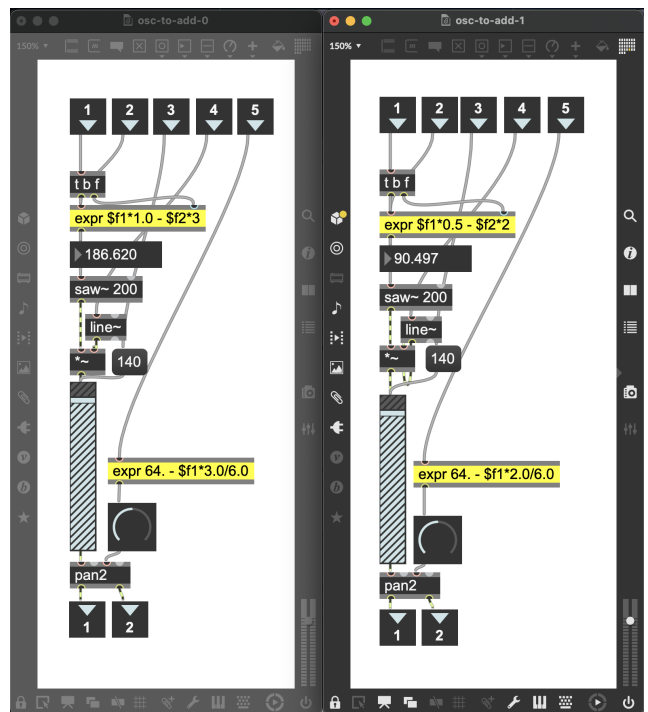 osc-to-add-0
150% ▼
1 2 3 4 5
t b f
expr $f1*1.0 - $f2*3
186.620
saw~ 200
line~
*~
140
expr 64. - $f1*3.0/6.0
pan2
1 2
osc-to-add-1
150% ▼
1 2 3 4 5
t b f
expr $f1*0.5 - $f2*2
90.497
saw~ 200
line~
*~
140
expr 64. - $f1*2.0/6.0
pan2
1 2